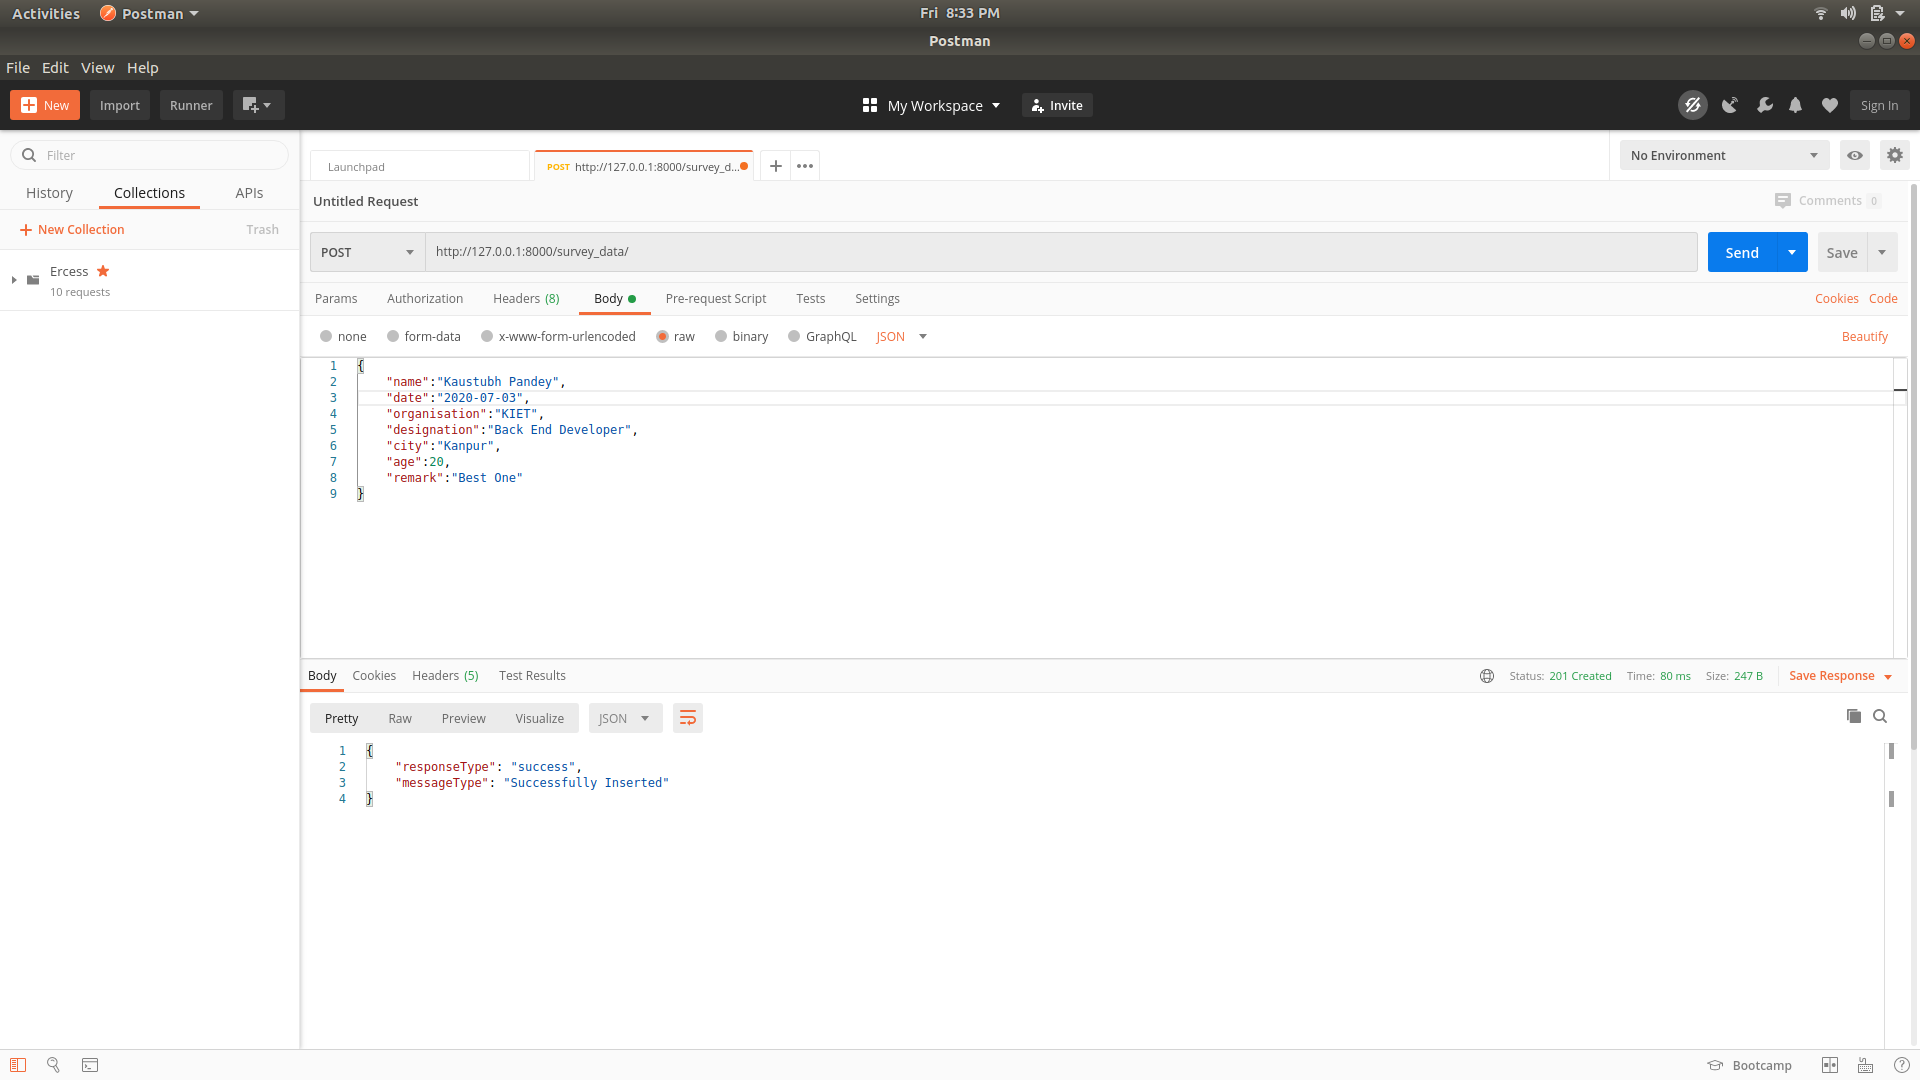 Activities Postman Fri 8:33 PM
Postman
File Edit View Help
New Import Runner My Workspace Invite Sign In
Filter
History Collections APIs
New Collection Trash
Ercess
10 requests
Launchpad POST http://127.0.0.1:8000/survey_d... No Environment
Untitled Request Comments 0
POST http://127.0.0.1:8000/survey_data/ Send Save
Params Authorization Headers (8) Body Pre-request Script Tests Settings Cookies Code
none form-data x-www-form-urlencoded raw binary GraphQL JSON Beautify
1 {
2 "name":"Kaustubh Pandey",
3 "date":"2020-07-03",
4 "organisation":"KIET",
5 "designation":"Back End Developer",
6 "city":"Kanpur",
7 "age":20,
8 "remark":"Best One"
9 }
Body Cookies Headers (5) Test Results Status: 201 Created Time: 80 ms Size: 247 B Save Response
Pretty Raw Preview Visualize JSON
1 {
2 "responseType": "success",
3 "messageType": "Successfully Inserted"
4 }
Bootcamp